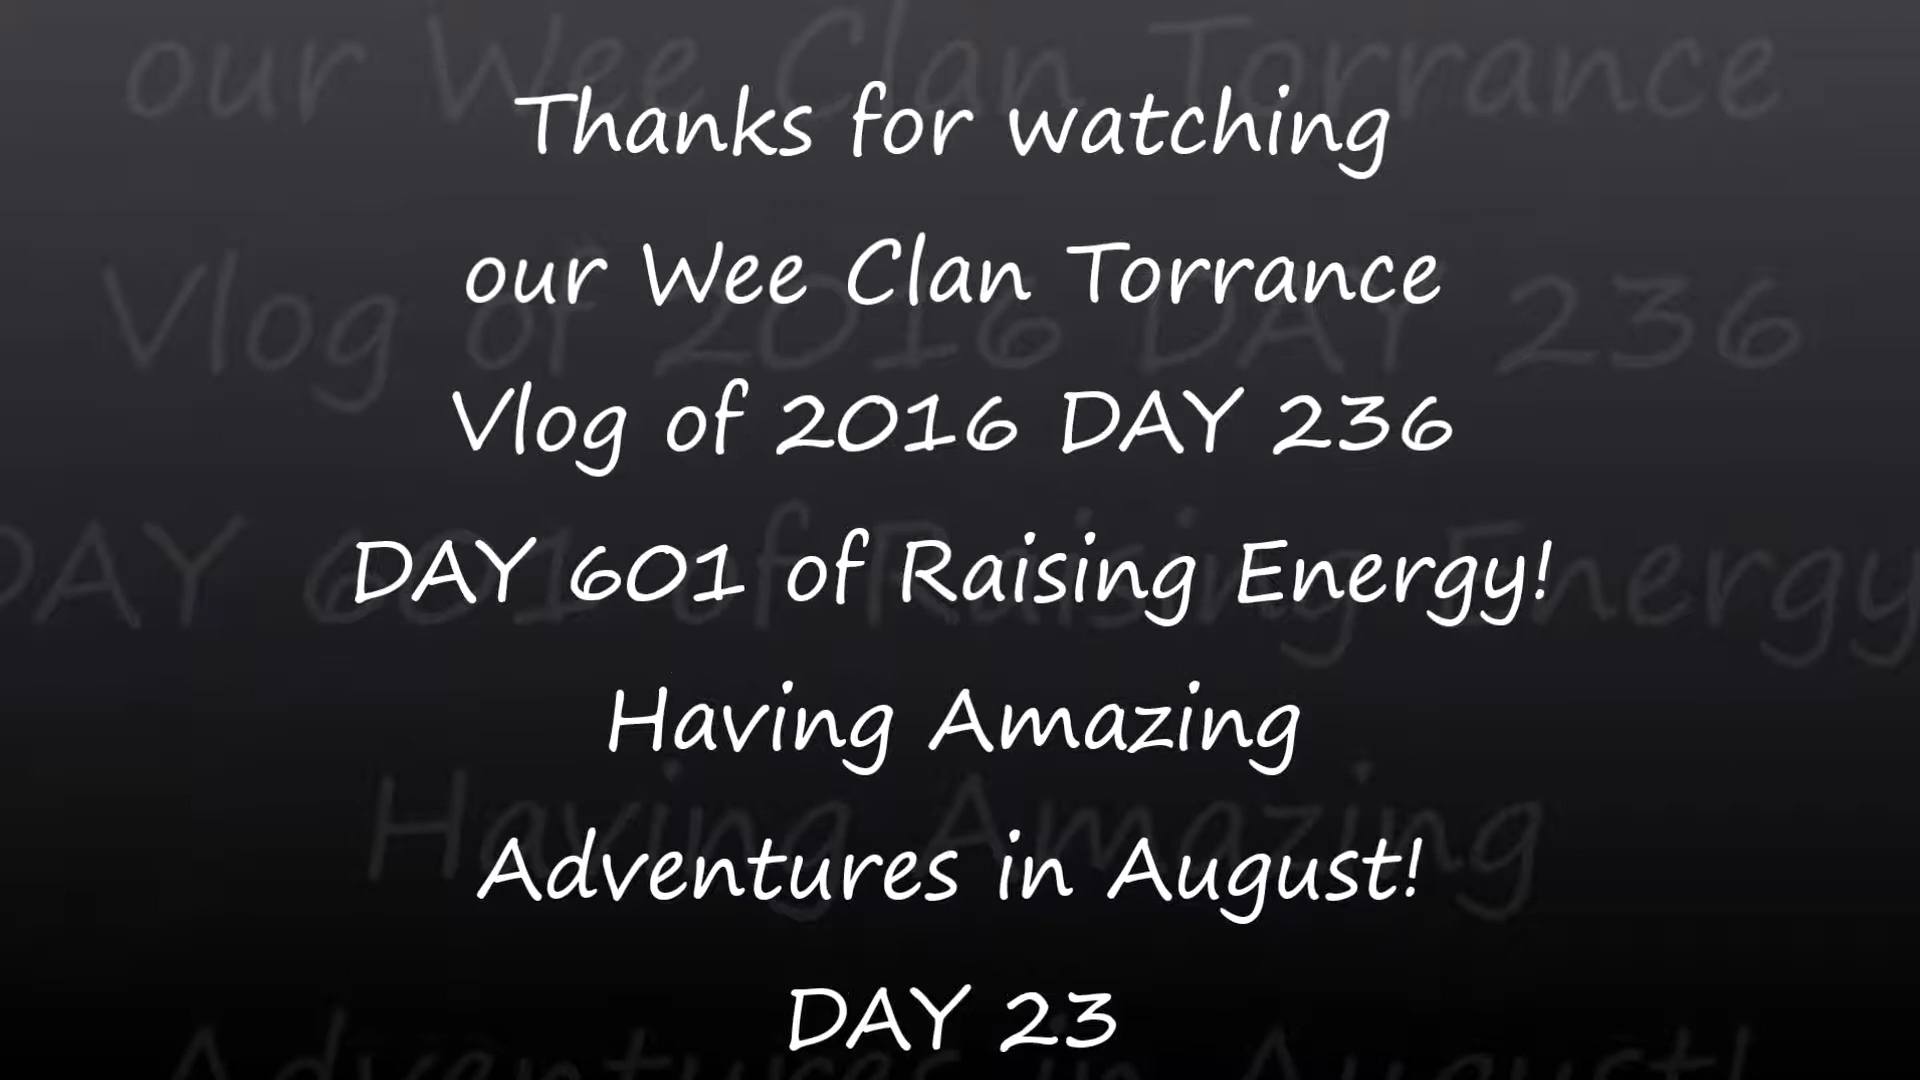 Thanks for watching
our Wee Clan Torrance
Vlog of 2016 DAY 236
DAY 601 of Raising Energy!
Having Amazing
Adventures in August!
DAY 23